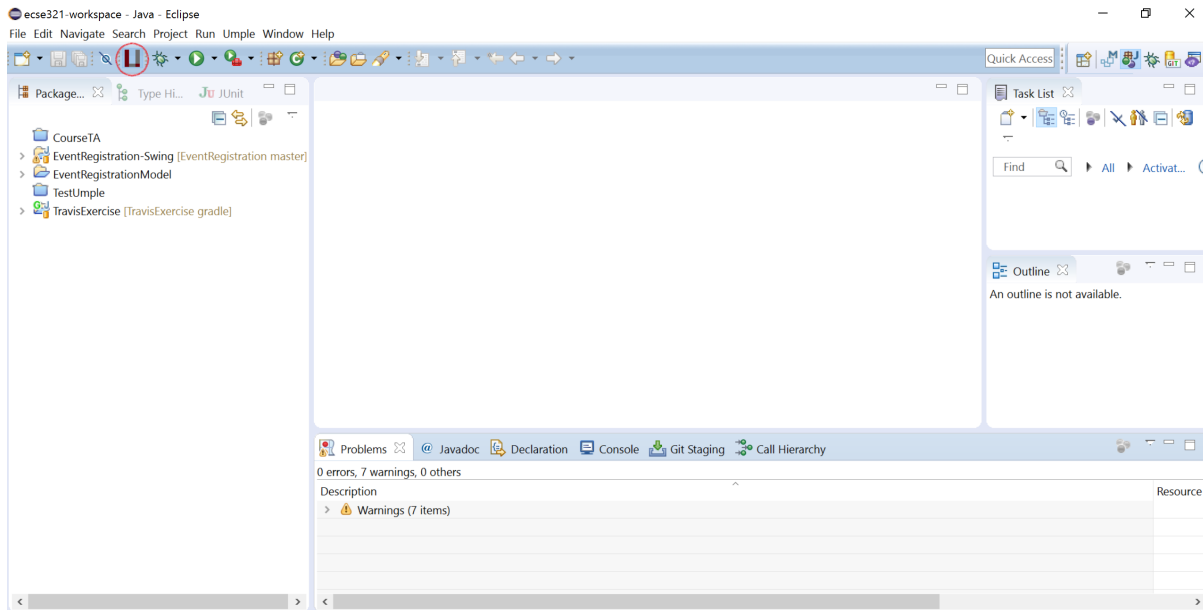 ecse321-workspace - Java - Eclipse
File Edit Navigate Search Project Run Umple Window Help
Quick Access
GIT
Package... Type Hi... JU JUnit
CourseTA
EventRegistration-Swing [EventRegistration master]
EventRegistrationModel
TestUmple
TravisExercise [TravisExercise gradle]
Task List
Find All Activat...
Outline
An outline is not available.
Problems @ Javadoc Declaration Console Git Staging Call Hierarchy
0 errors, 7 warnings, 0 others
Description Resource
Warnings (7 items)